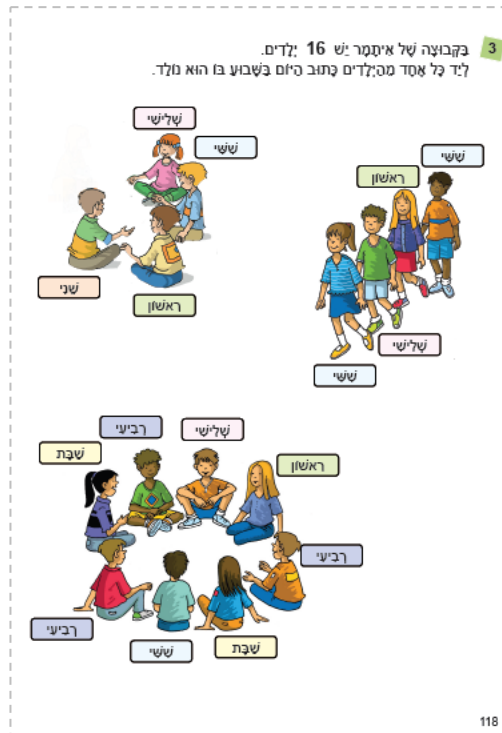 3 בַּקְּבוּצָה שֶׁל אִיתָמָר יֵשׁ 16 יְלָדִים.
לְיַד כָּל אֶחָד מֵהַיְּלָדִים כָּתוּב הַיּוֹם בַּשָּׁבוּעַ בּוֹ הוּא נוֹלַד.
שְׁלִישִׁי
שִׁשִּׁי
שֵׁנִי
רִאשׁוֹן
שִׁשִּׁי
רִאשׁוֹן
שְׁלִישִׁי
שִׁשִּׁי
שְׁלִישִׁי
רְבִיעִי
שַׁבָּת
רִאשׁוֹן
רְבִיעִי
רְבִיעִי
שִׁשִּׁי
שַׁבָּת
118